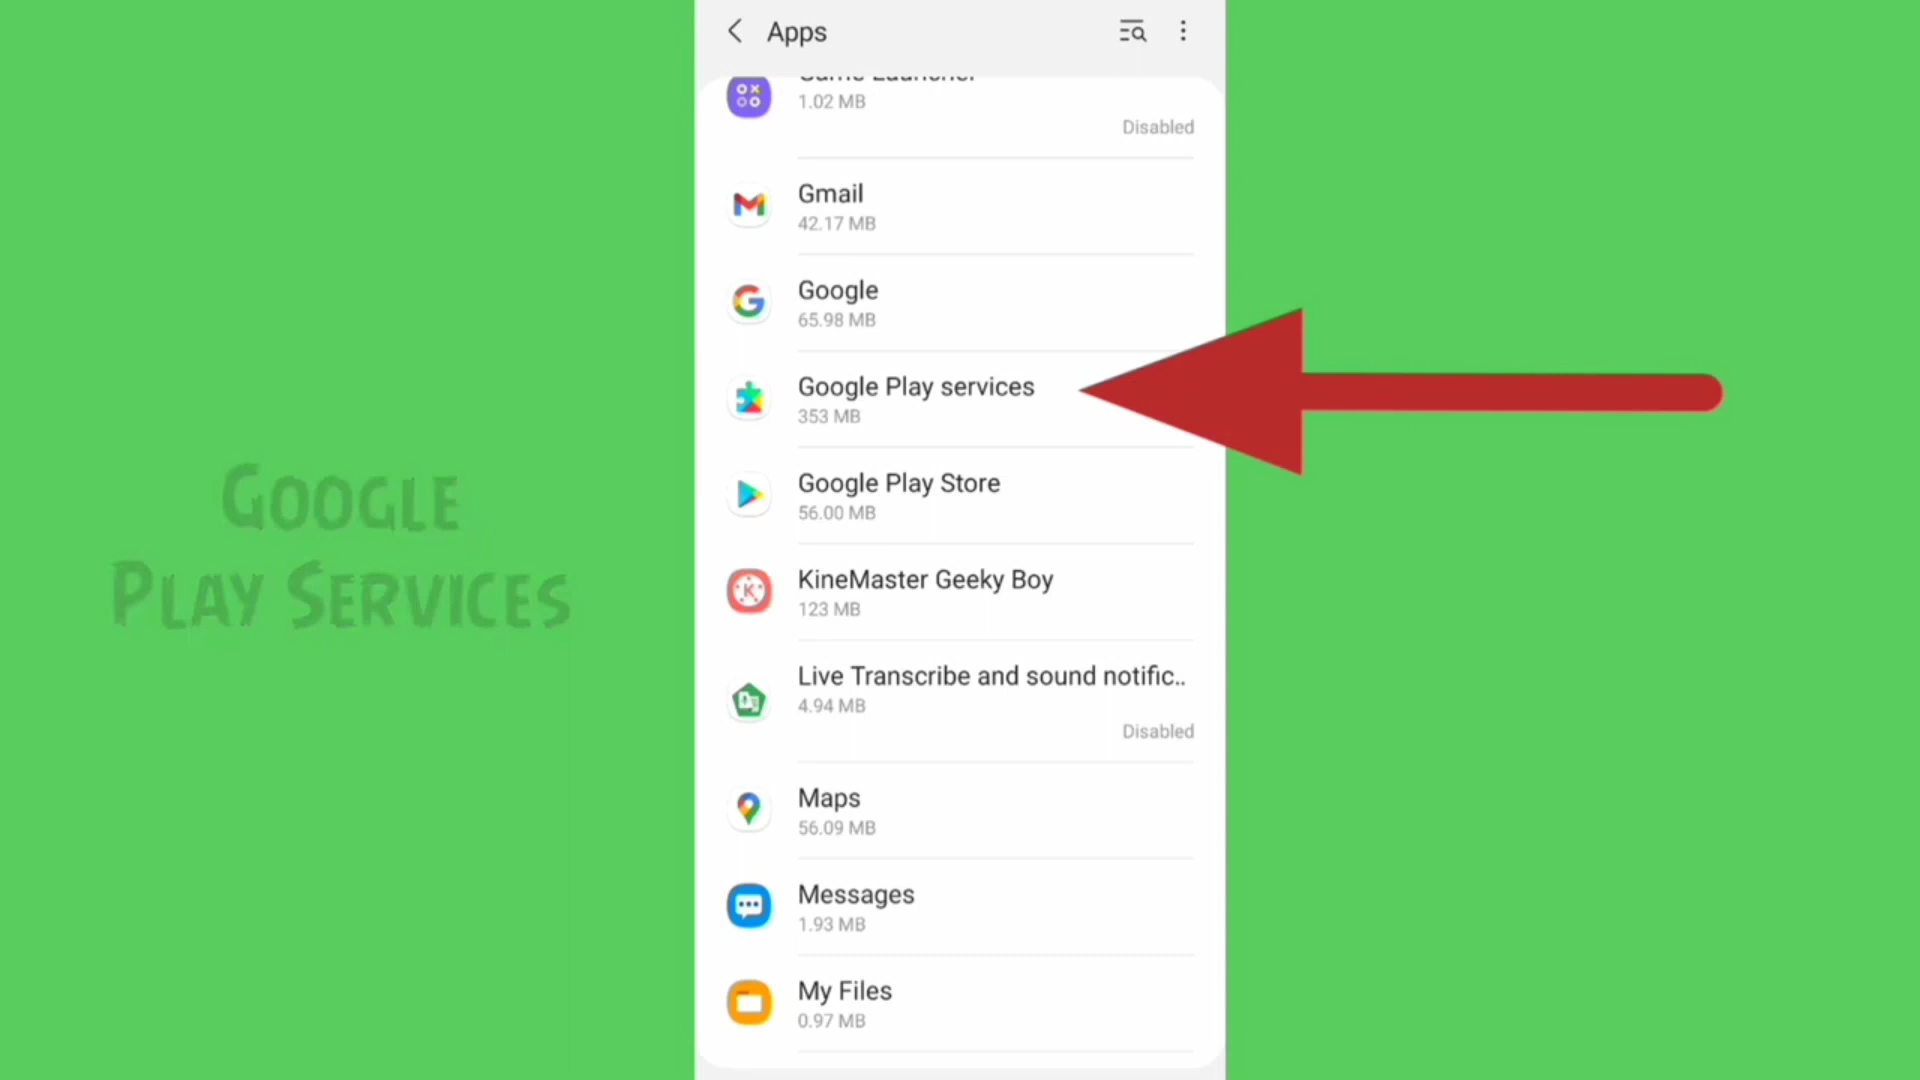 Apps
Game Launcher
1.02 MB
Disabled
Gmail
42.17 MB
Google
65.98 MB
Google Play services
353 MB
Google Play Store
56.00 MB
KineMaster Geeky Boy
123 MB
Live Transcribe and sound notific..
4.94 MB
Disabled
Maps
56.09 MB
Messages
1.93 MB
My Files
0.97 MB
Google
Play Services